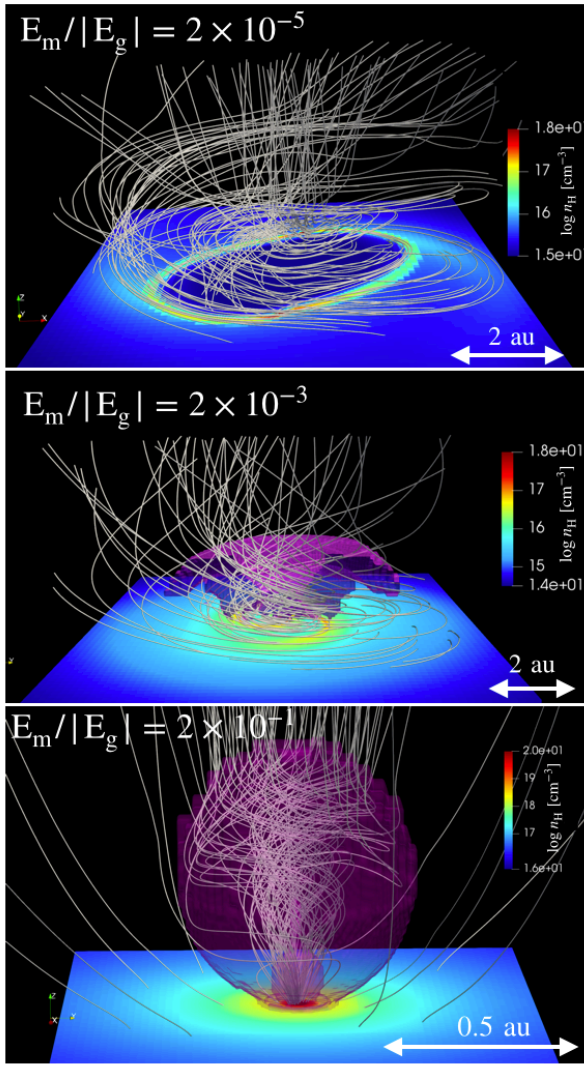 E_m/|E_g| = 2 × 10^−5
1.8e+01
17
16
1.5e+01
log n_H [cm^−3]
Z
Y
X
2 au
E_m/|E_g| = 2 × 10^−3
1.8e+01
17
16
15
1.4e+01
log n_H [cm^−3]
2 au
E_m/|E_g| = 2 × 10^−1
2.0e+01
19
18
17
1.6e+01
log n_H [cm^−3]
Z
X
Y
0.5 au